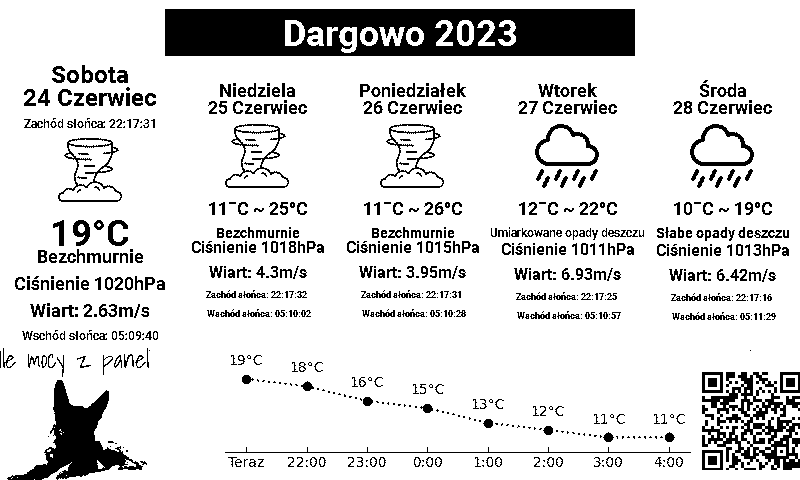 Dargowo 2023
Sobota
24 Czerwiec
Zachód słońca: 22:17:31
19°C
Bezchmurnie
Ciśnienie 1020hPa
Wiart: 2.63m/s
Wschód słońca: 05:09:40
Niedziela
25 Czerwiec
11°C ~ 25°C
Bezchmurnie
Ciśnienie 1018hPa
Wiart: 4.3m/s
Zachód słońca: 22:17:32
Wschód słońca: 05:10:02
Poniedziałek
26 Czerwiec
11°C ~ 26°C
Bezchmurnie
Ciśnienie 1015hPa
Wiart: 3.95m/s
Zachód słońca: 22:17:31
Wschód słońca: 05:10:28
Wtorek
27 Czerwiec
12°C ~ 22°C
Umiarkowane opady deszczu
Ciśnienie 1011hPa
Wiart: 6.93m/s
Zachód słońca: 22:17:25
Wschód słońca: 05:10:57
Środa
28 Czerwiec
10°C ~ 19°C
Słabe opady deszczu
Ciśnienie 1013hPa
Wiart: 6.42m/s
Zachód słońca: 22:17:16
Wschód słońca: 05:11:29
lle mocy z panel
19°C 18°C 16°C 15°C 13°C 12°C 11°C 11°C
Teraz 22:00 23:00 0:00 1:00 2:00 3:00 4:00